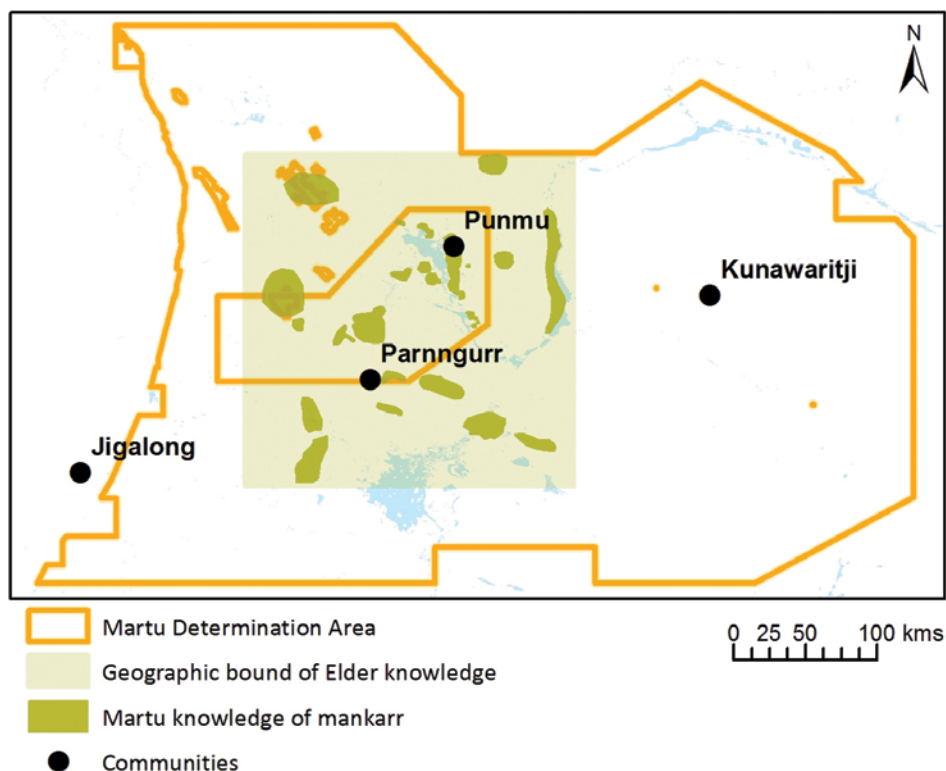 N
Punmu
Kunawaritji
Parnngurr
Jigalong
Martu Determination Area
0 25 50 100 kms
Geographic bound of Elder knowledge
Martu knowledge of mankarr
Communities